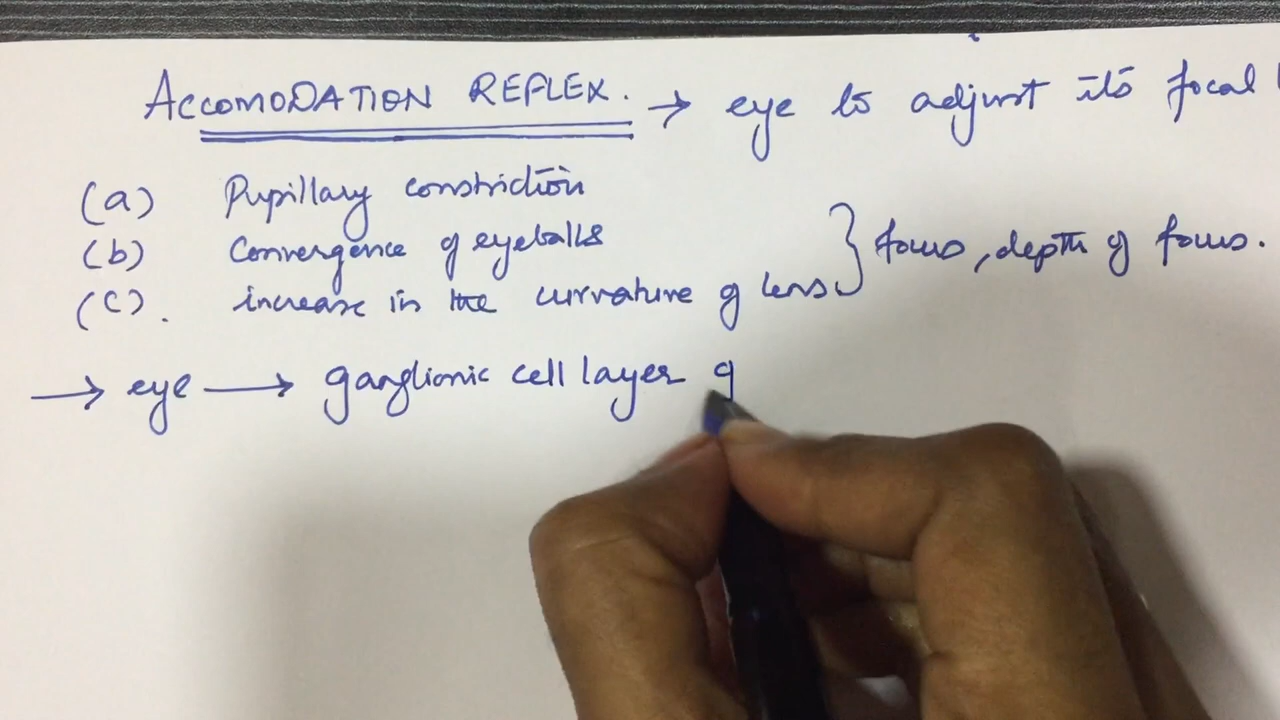 ACCOMODATION REFLEX. → eye to adjust its focal
(a) Pupillary constriction
(b) Convergence of eyeballs
(c). increase in the curvature of lens } focus, depth of focus.
→ eye → ganglionic cell layer of